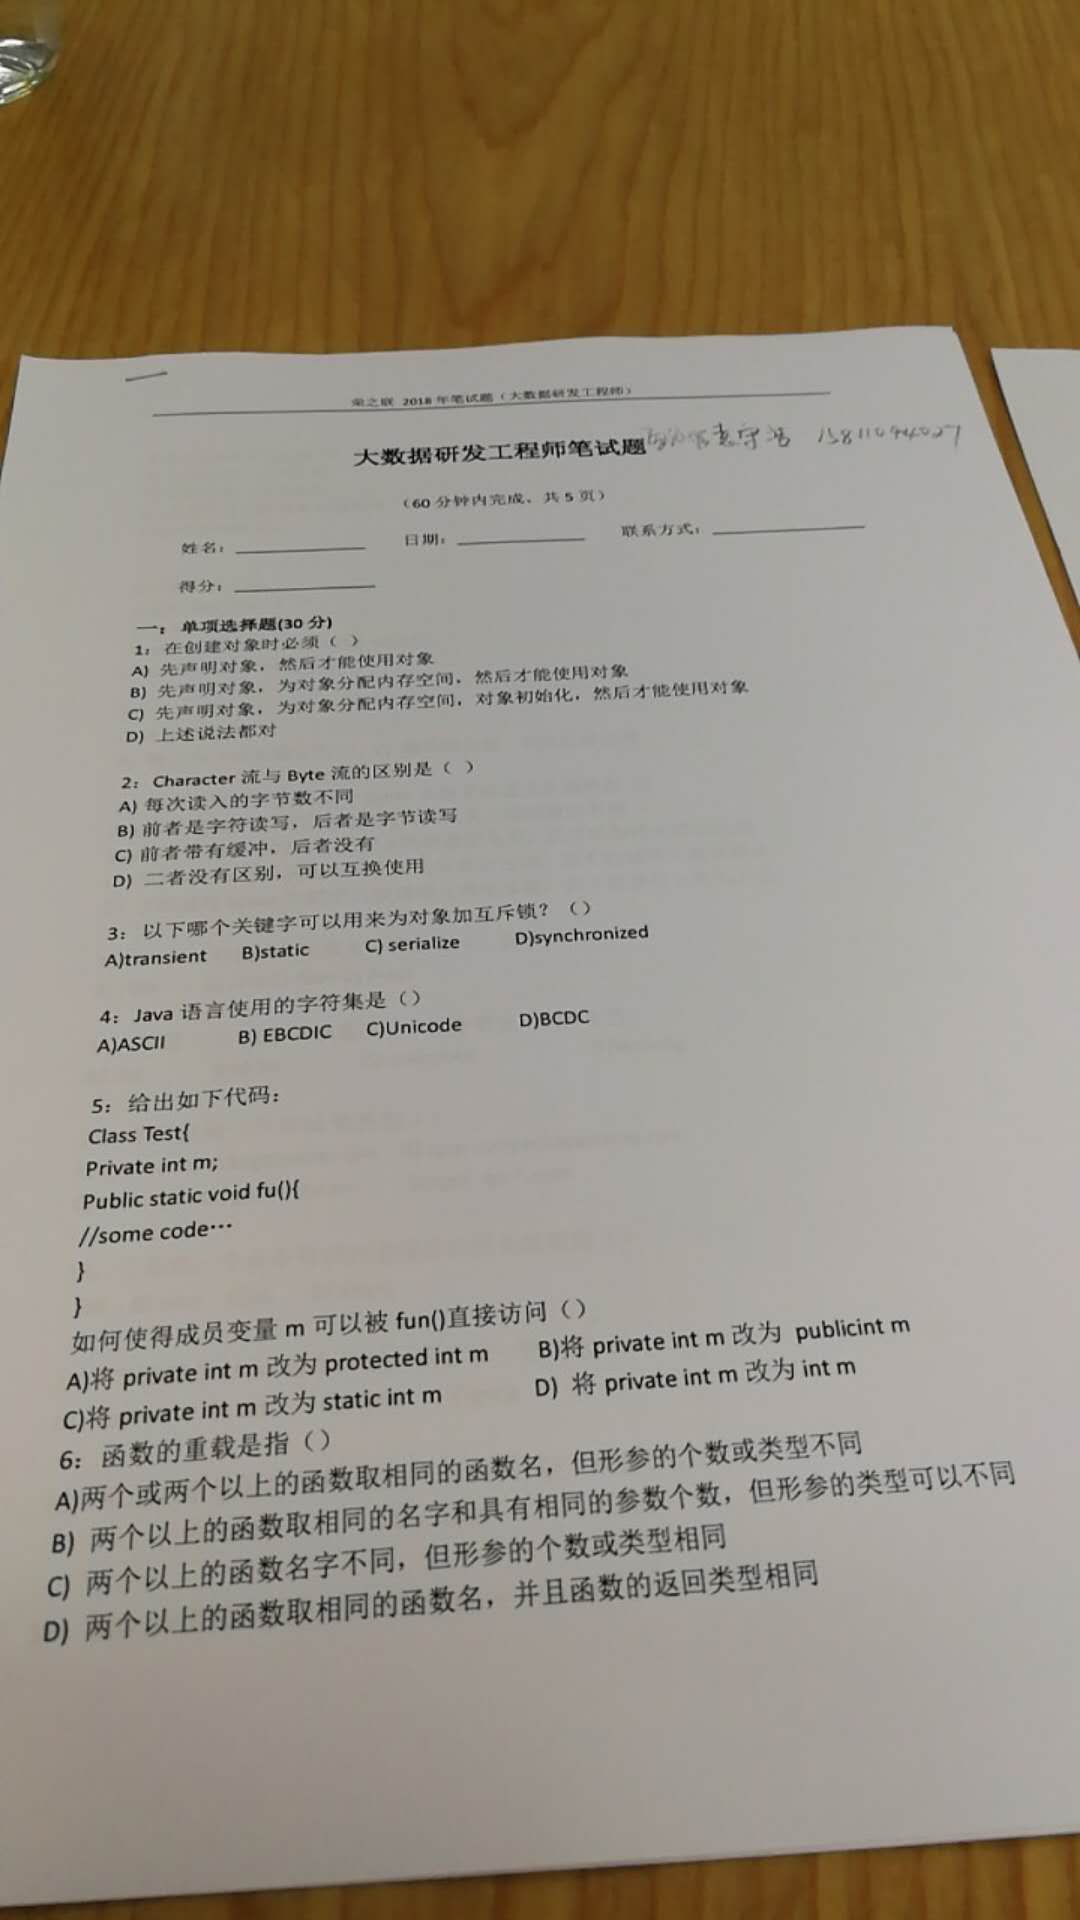 荣之联 2018 年笔试题（大数据研发工程师）
大数据研发工程师笔试题
（60 分钟内完成、共 5 页）
姓名： 日期： 联系方式：
得分：
一：单项选择题(30 分)
1：在创建对象时必须（ ）
A) 先声明对象，然后才能使用对象
B) 先声明对象，为对象分配内存空间，然后才能使用对象
C) 先声明对象，为对象分配内存空间，对象初始化，然后才能使用对象
D) 上述说法都对
2：Character 流与 Byte 流的区别是（ ）
A) 每次读入的字节数不同
B) 前者是字符读写，后者是字节读写
C) 前者带有缓冲，后者没有
D) 二者没有区别，可以互换使用
3：以下哪个关键字可以用来为对象加互斥锁？（）
A)transient B)static C) serialize D)synchronized
4：Java 语言使用的字符集是（）
A)ASCII B) EBCDIC C)Unicode D)BCDC
5：给出如下代码：
Class Test{
Private int m;
Public static void fu(){
//some code…
}
}
如何使得成员变量 m 可以被 fun()直接访问（）
A)将 private int m 改为 protected int m B)将 private int m 改为 publicint m
C)将 private int m 改为 static int m D) 将 private int m 改为 int m
6：函数的重载是指（）
A)两个或两个以上的函数取相同的函数名，但形参的个数或类型不同
B) 两个以上的函数取相同的名字和具有相同的参数个数，但形参的类型可以不同
C) 两个以上的函数名字不同，但形参的个数或类型相同
D) 两个以上的函数取相同的函数名，并且函数的返回类型相同